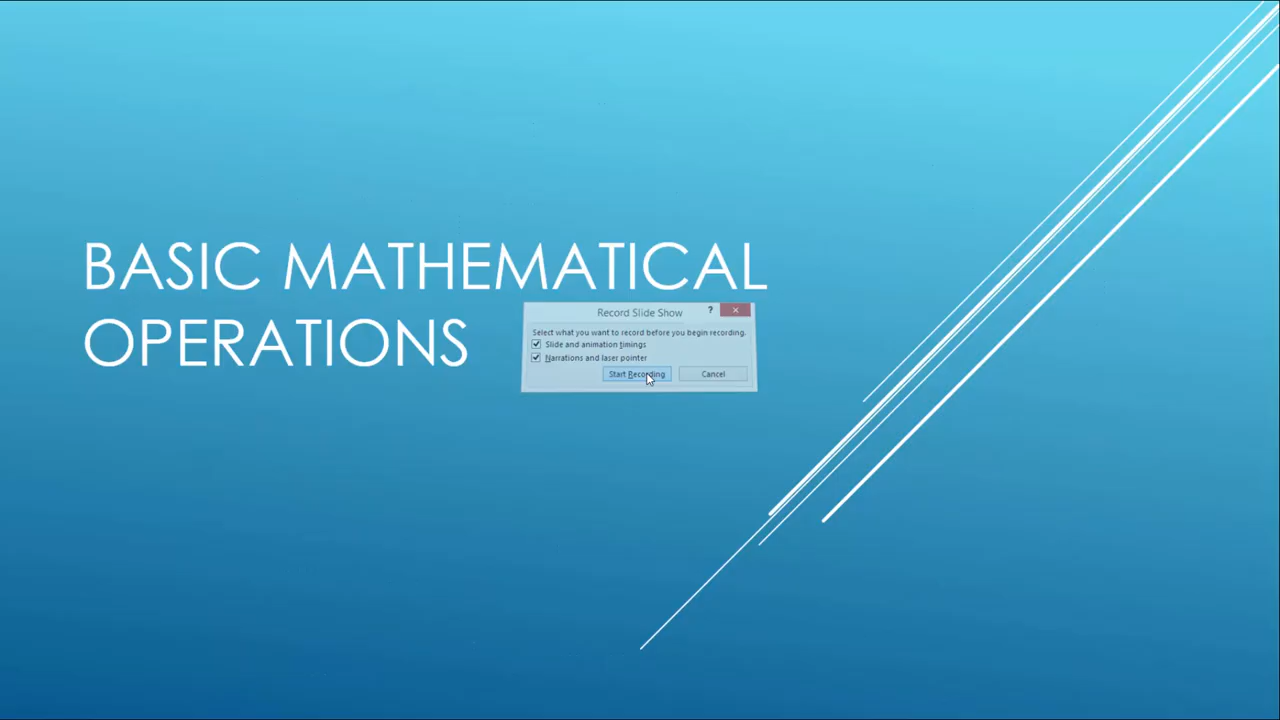 BASIC MATHEMATICAL
OPERATIONS
Record Slide Show
?
Select what you want to record before you begin recording.
Slide and animation timings
Narrations and laser pointer
Start Recording
Cancel